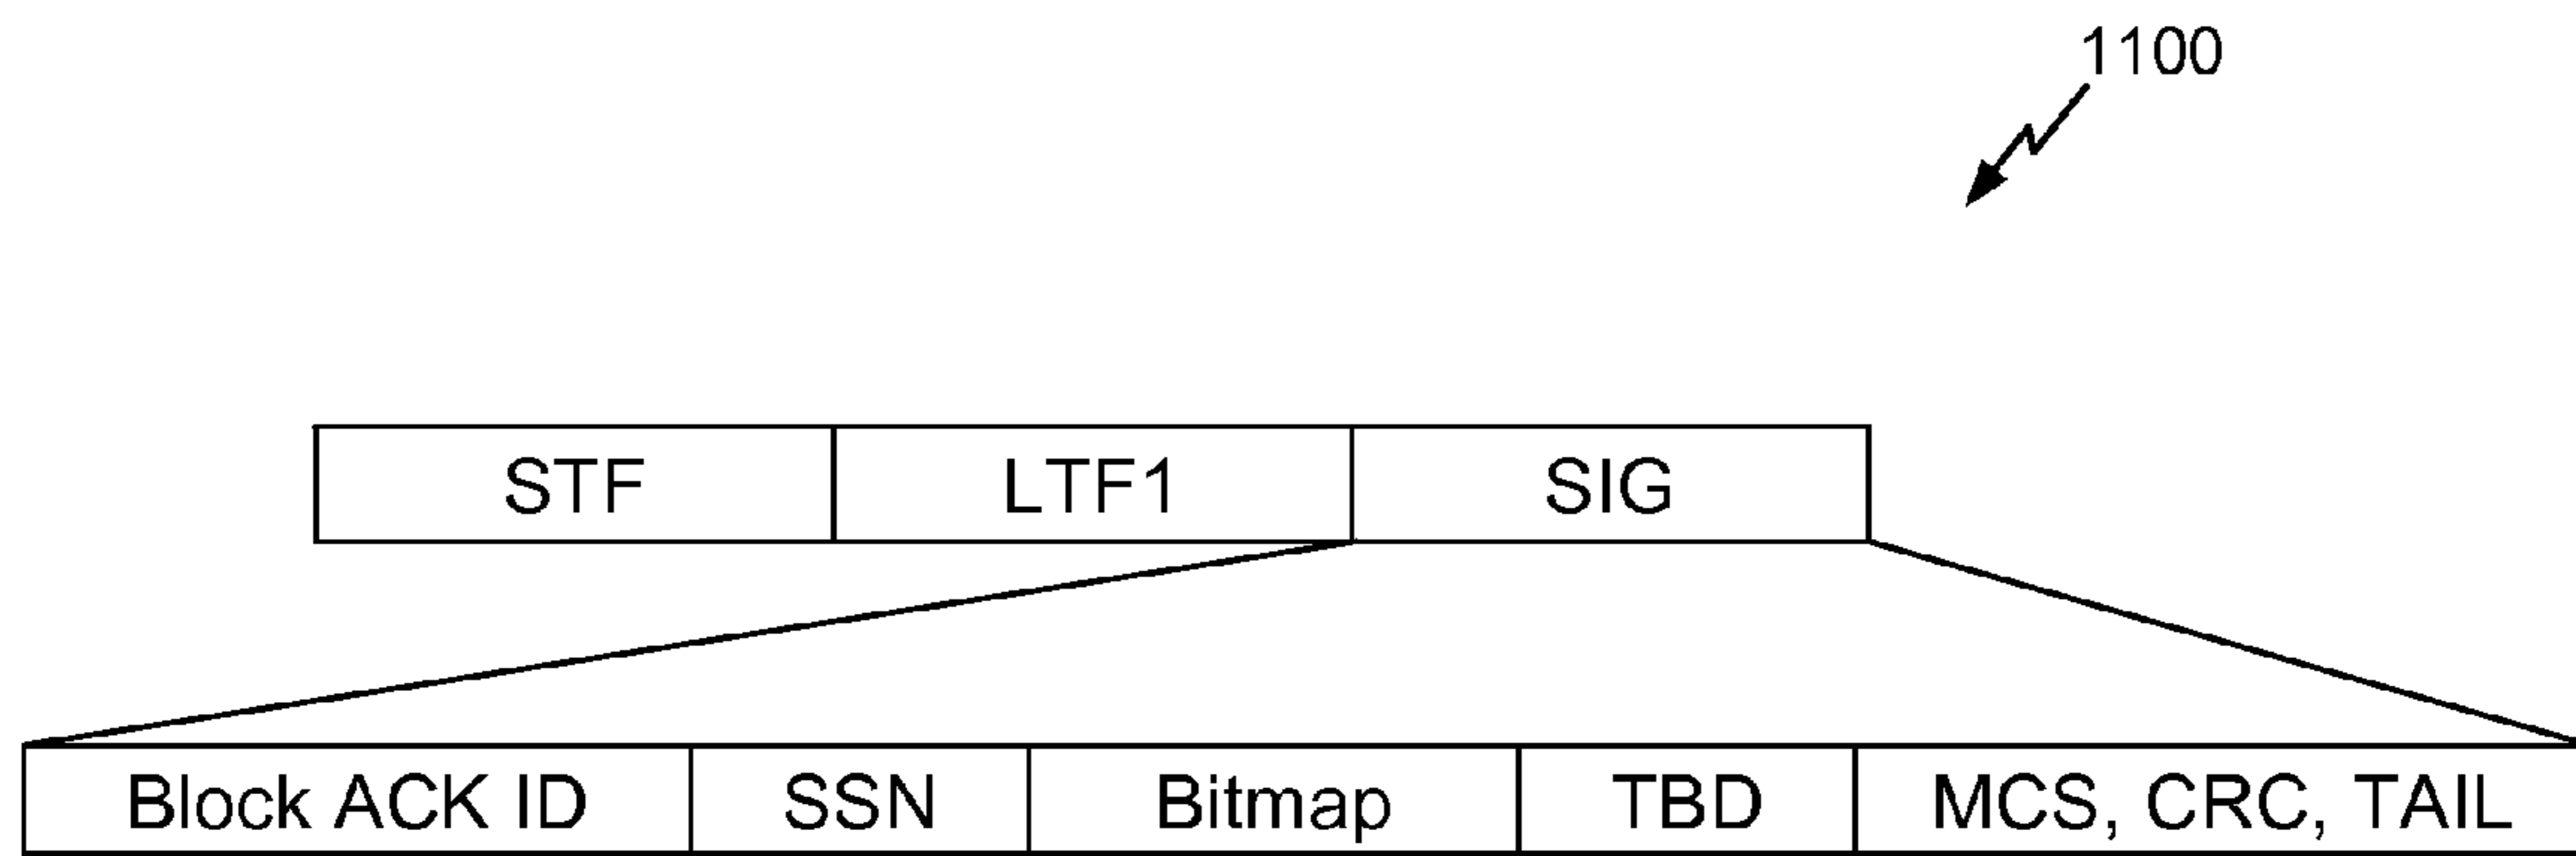 1100
STF LTF1 SIG
Block ACK ID SSN Bitmap TBD MCS, CRC, TAIL